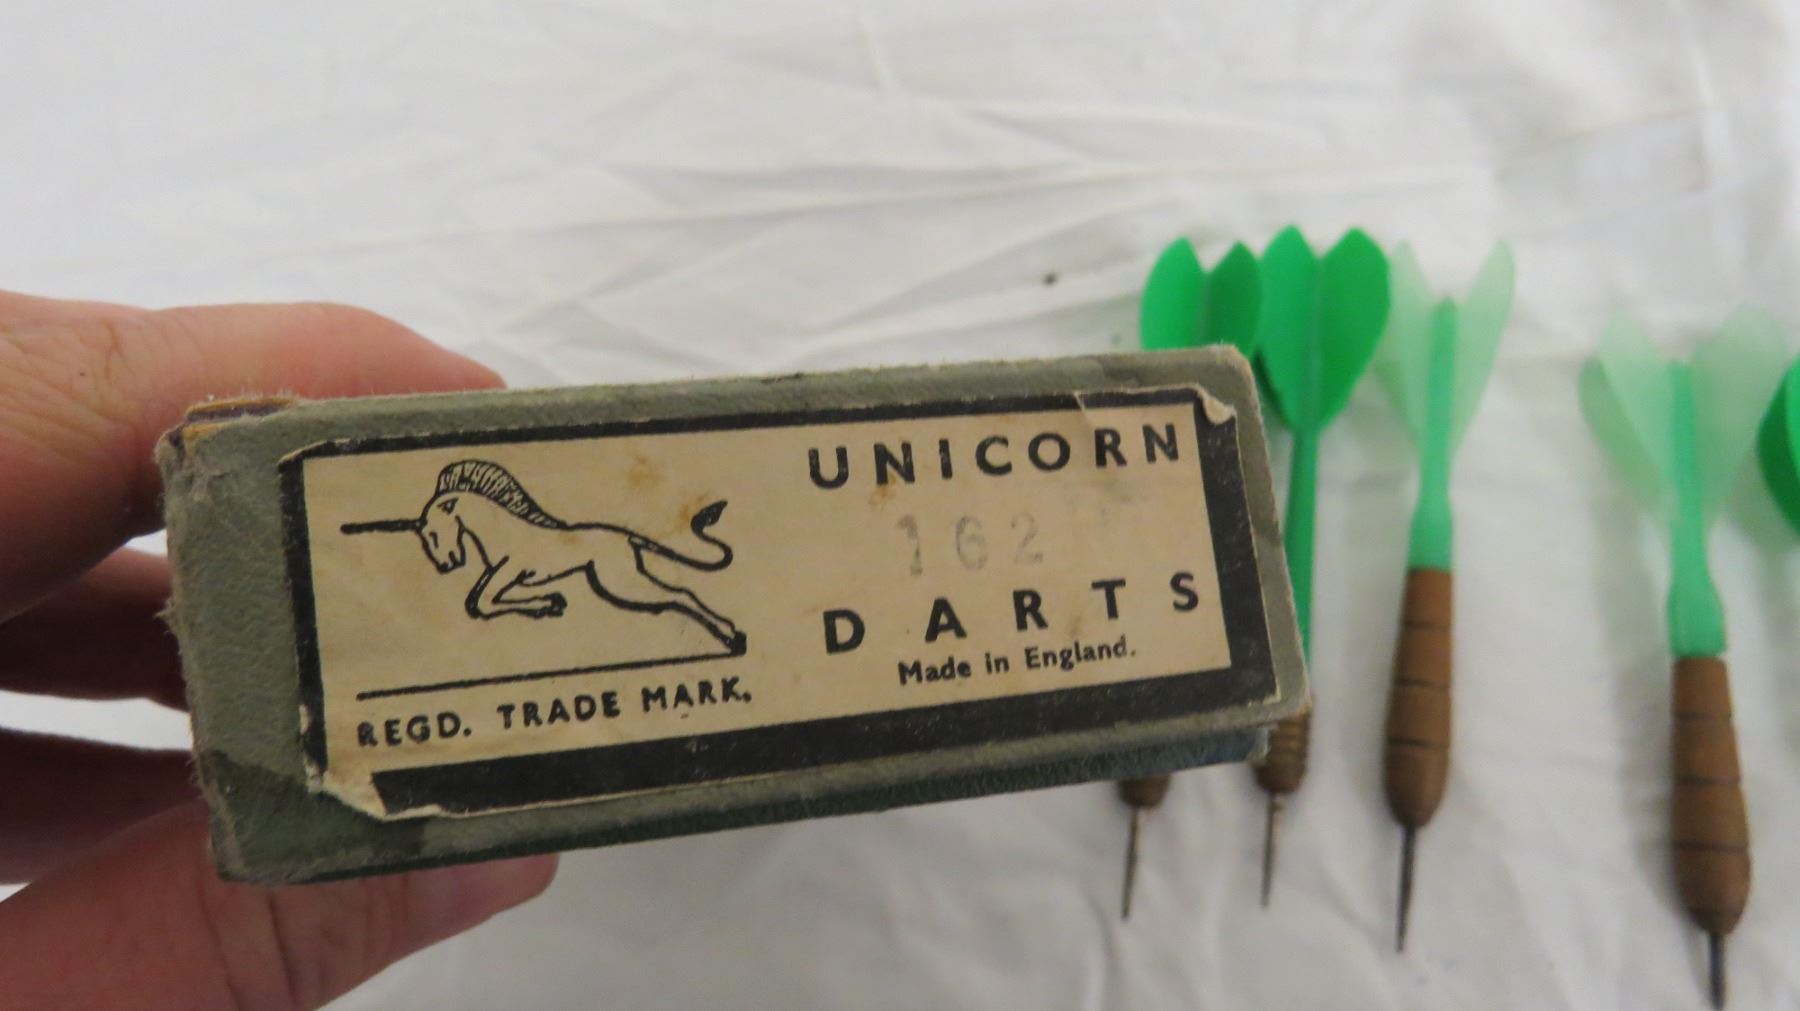 UNICORN
162
DARTS
Made in England.
REGD. TRADE MARK.